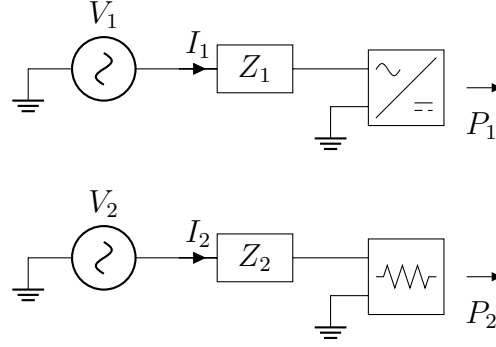 V₁
I₁
Z₁
P₁
V₂
I₂
Z₂
P₂